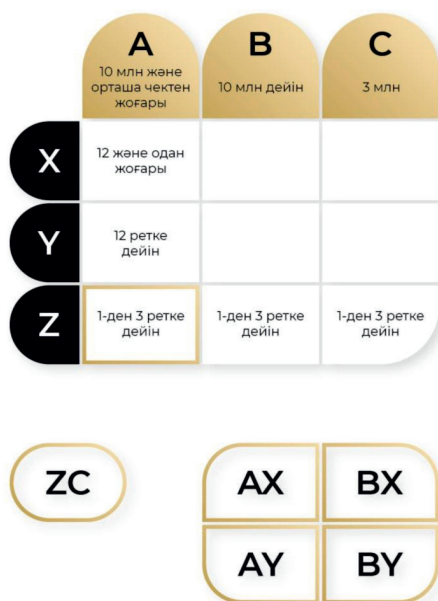 A
10 млн және
орташа чектен
жоғары
B
10 млн дейін
C
3 млн
X
12 және одан
жоғары
Y
12 ретке
дейін
Z
1-ден 3 ретке
дейін
1-ден 3 ретке
дейін
1-ден 3 ретке
дейін
ZC
AX
BX
AY
BY